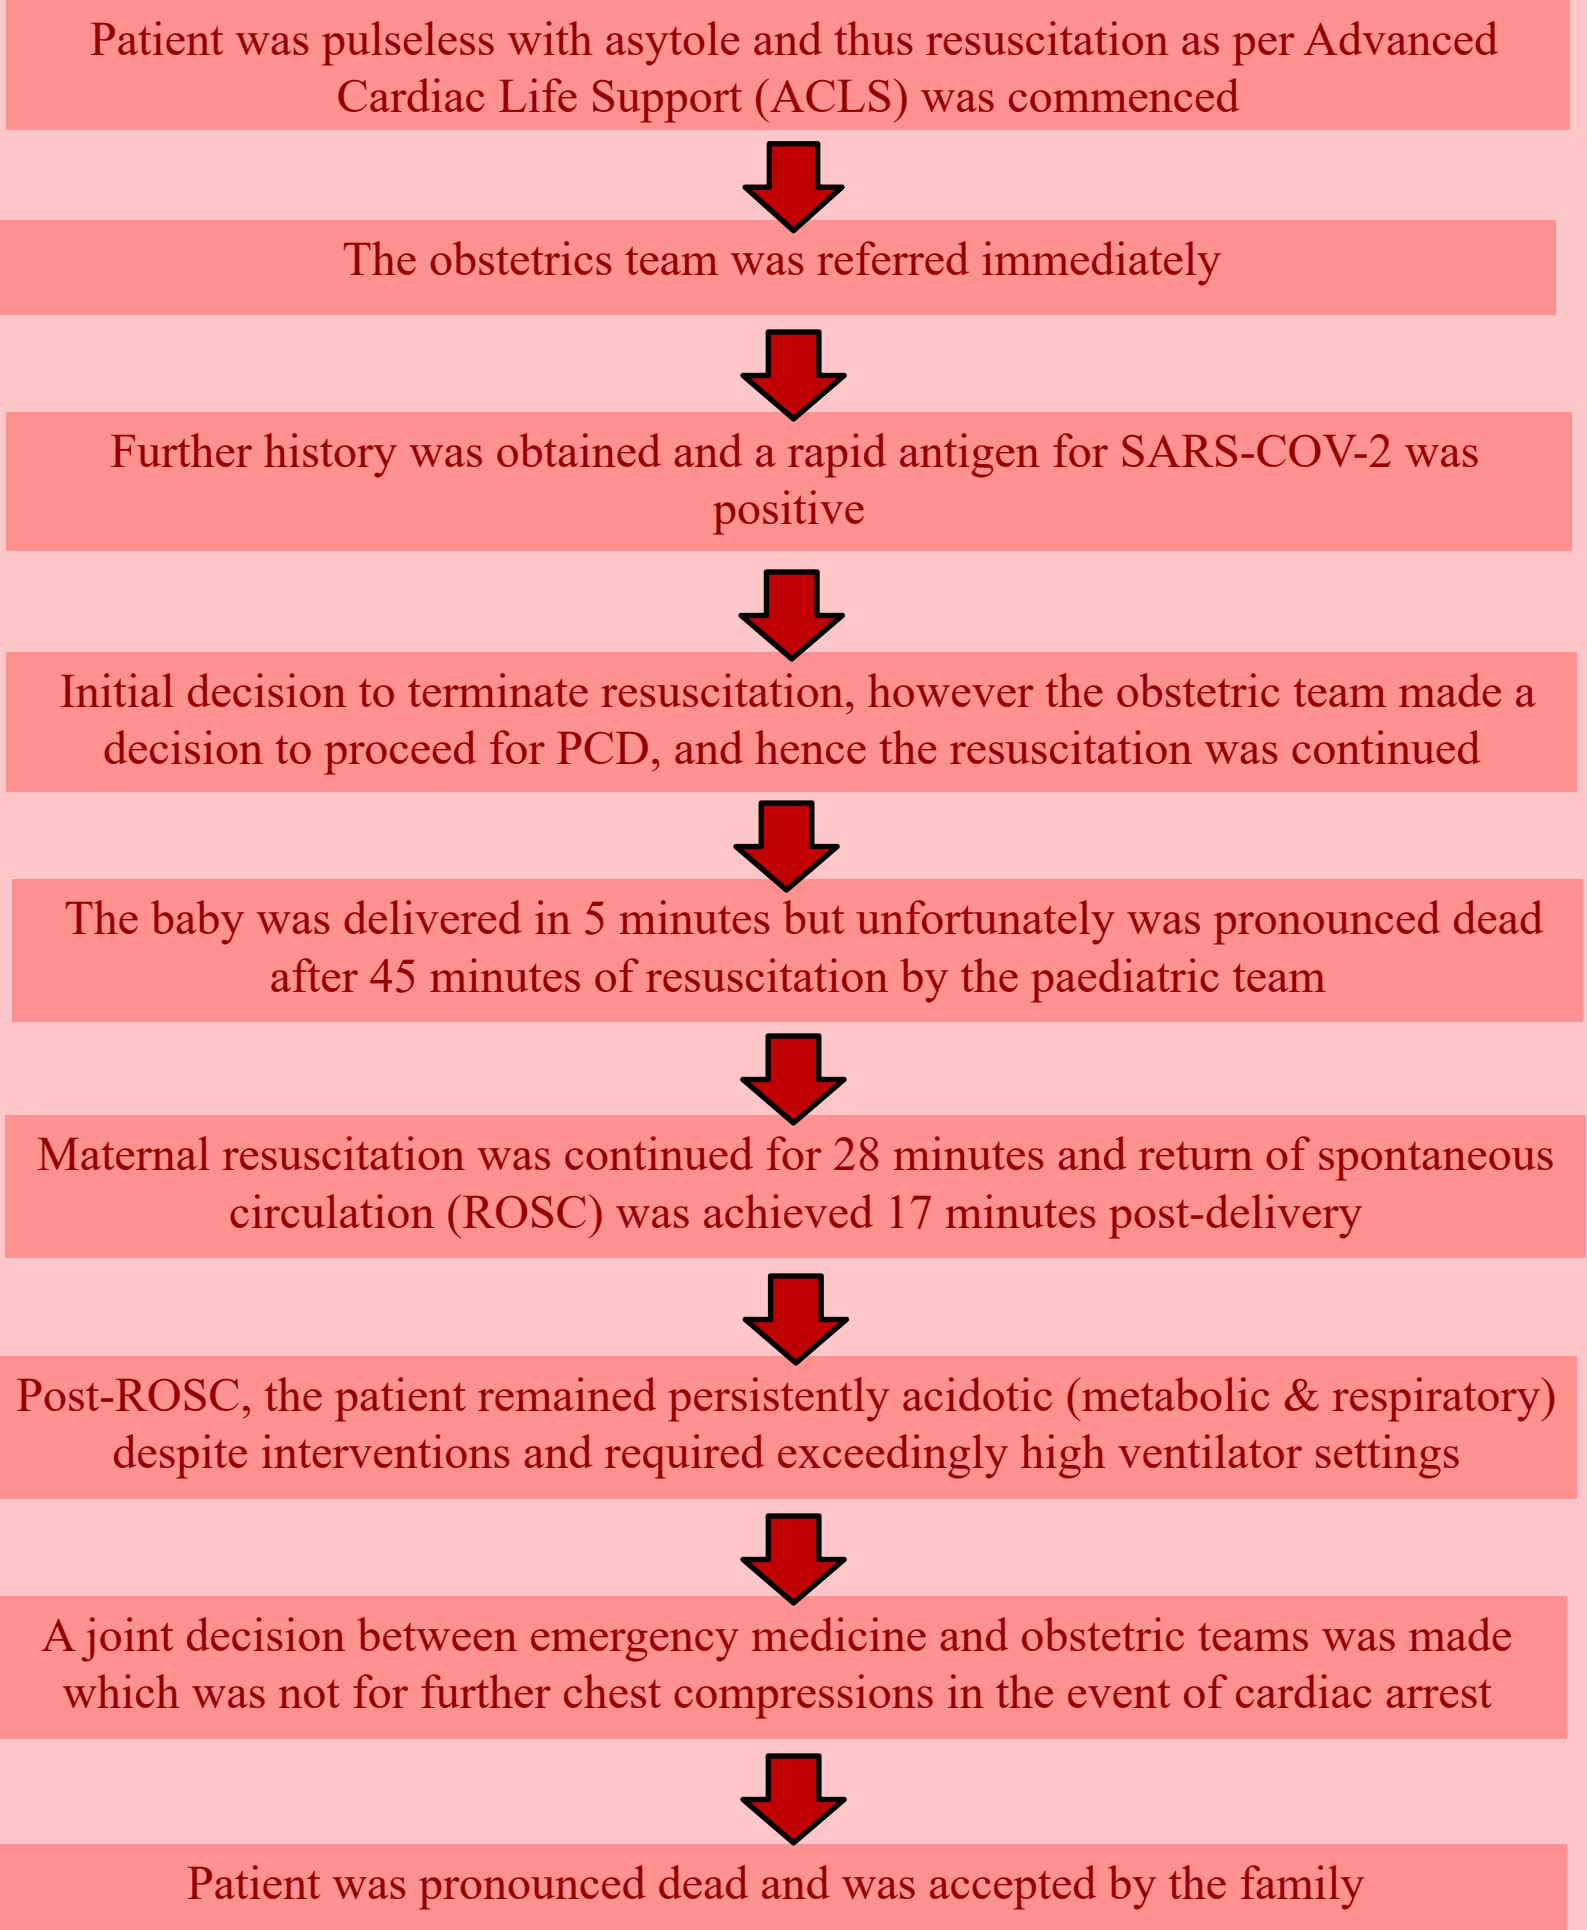 Patient was pulseless with asytole and thus resuscitation as per Advanced
Cardiac Life Support (ACLS) was commenced
The obstetrics team was referred immediately
Further history was obtained and a rapid antigen for SARS-COV-2 was
positive
Initial decision to terminate resuscitation, however the obstetric team made a
decision to proceed for PCD, and hence the resuscitation was continued
The baby was delivered in 5 minutes but unfortunately was pronounced dead
after 45 minutes of resuscitation by the paediatric team
Maternal resuscitation was continued for 28 minutes and return of spontaneous
circulation (ROSC) was achieved 17 minutes post-delivery
Post-ROSC, the patient remained persistently acidotic (metabolic & respiratory)
despite interventions and required exceedingly high ventilator settings
A joint decision between emergency medicine and obstetric teams was made
which was not for further chest compressions in the event of cardiac arrest
Patient was pronounced dead and was accepted by the family